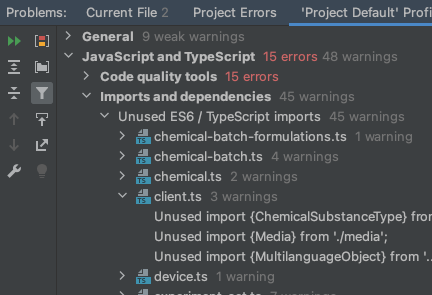 Problems: Current File 2 Project Errors 'Project Default' Profi
General 9 weak warnings
JavaScript and TypeScript 15 errors 48 warnings
Code quality tools 15 errors
Imports and dependencies 45 warnings
Unused ES6 / TypeScript imports 45 warnings
TS chemical-batch-formulations.ts 1 warning
TS chemical-batch.ts 4 warnings
TS chemical.ts 2 warnings
TS client.ts 3 warnings
Unused import {ChemicalSubstanceType} from
Unused import {Media} from './media';
Unused import {MultilanguageObject} from '..
TS device.ts 1 warning